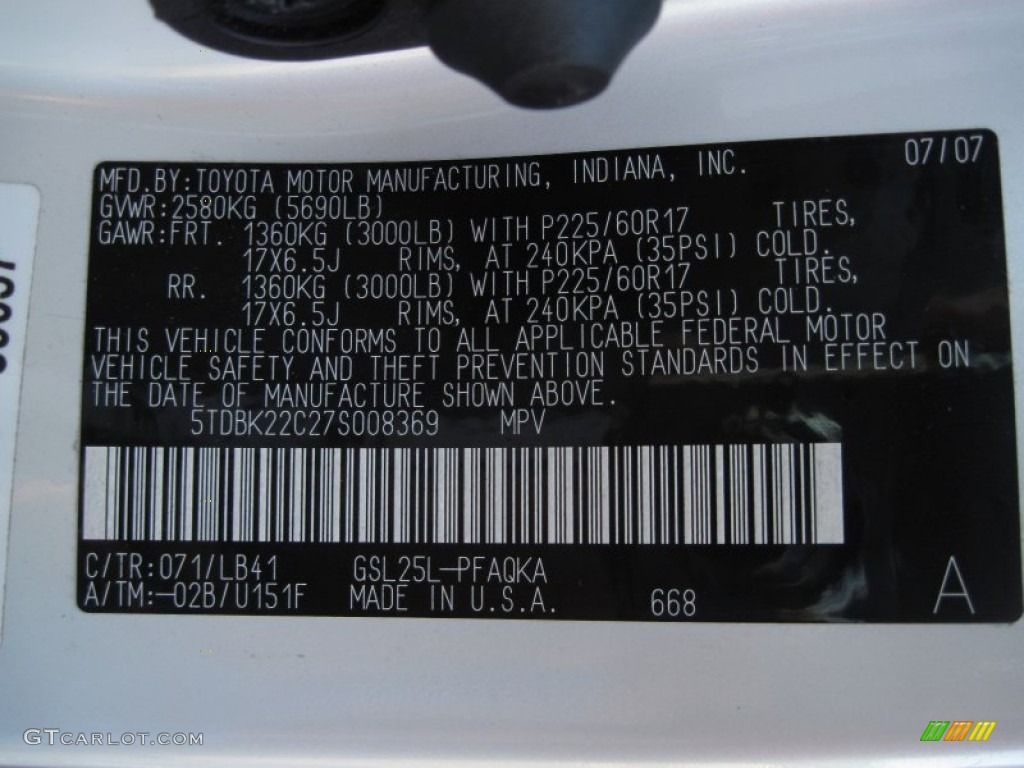 MFD.BY:TOYOTA MOTOR MANUFACTURING, INDIANA, INC. 07/07
GVWR:2580KG (5690LB)
GAWR:FRT. 1360KG (3000LB) WITH P225/60R17 TIRES,
17X6.5J RIMS, AT 240KPA (35PSI) COLD.
RR. 1360KG (3000LB) WITH P225/60R17 TIRES,
17X6.5J RIMS, AT 240KPA (35PSI) COLD.
THIS VEHICLE CONFORMS TO ALL APPLICABLE FEDERAL MOTOR
VEHICLE SAFETY AND THEFT PREVENTION STANDARDS IN EFFECT ON
THE DATE OF MANUFACTURE SHOWN ABOVE.
5TDBK22C27S008369 MPV
C/TR:071/LB41 GSL25L-PFAQKA
A/TM:-02B/U151F MADE IN U.S.A. 668 A
GTCARLOT.COM